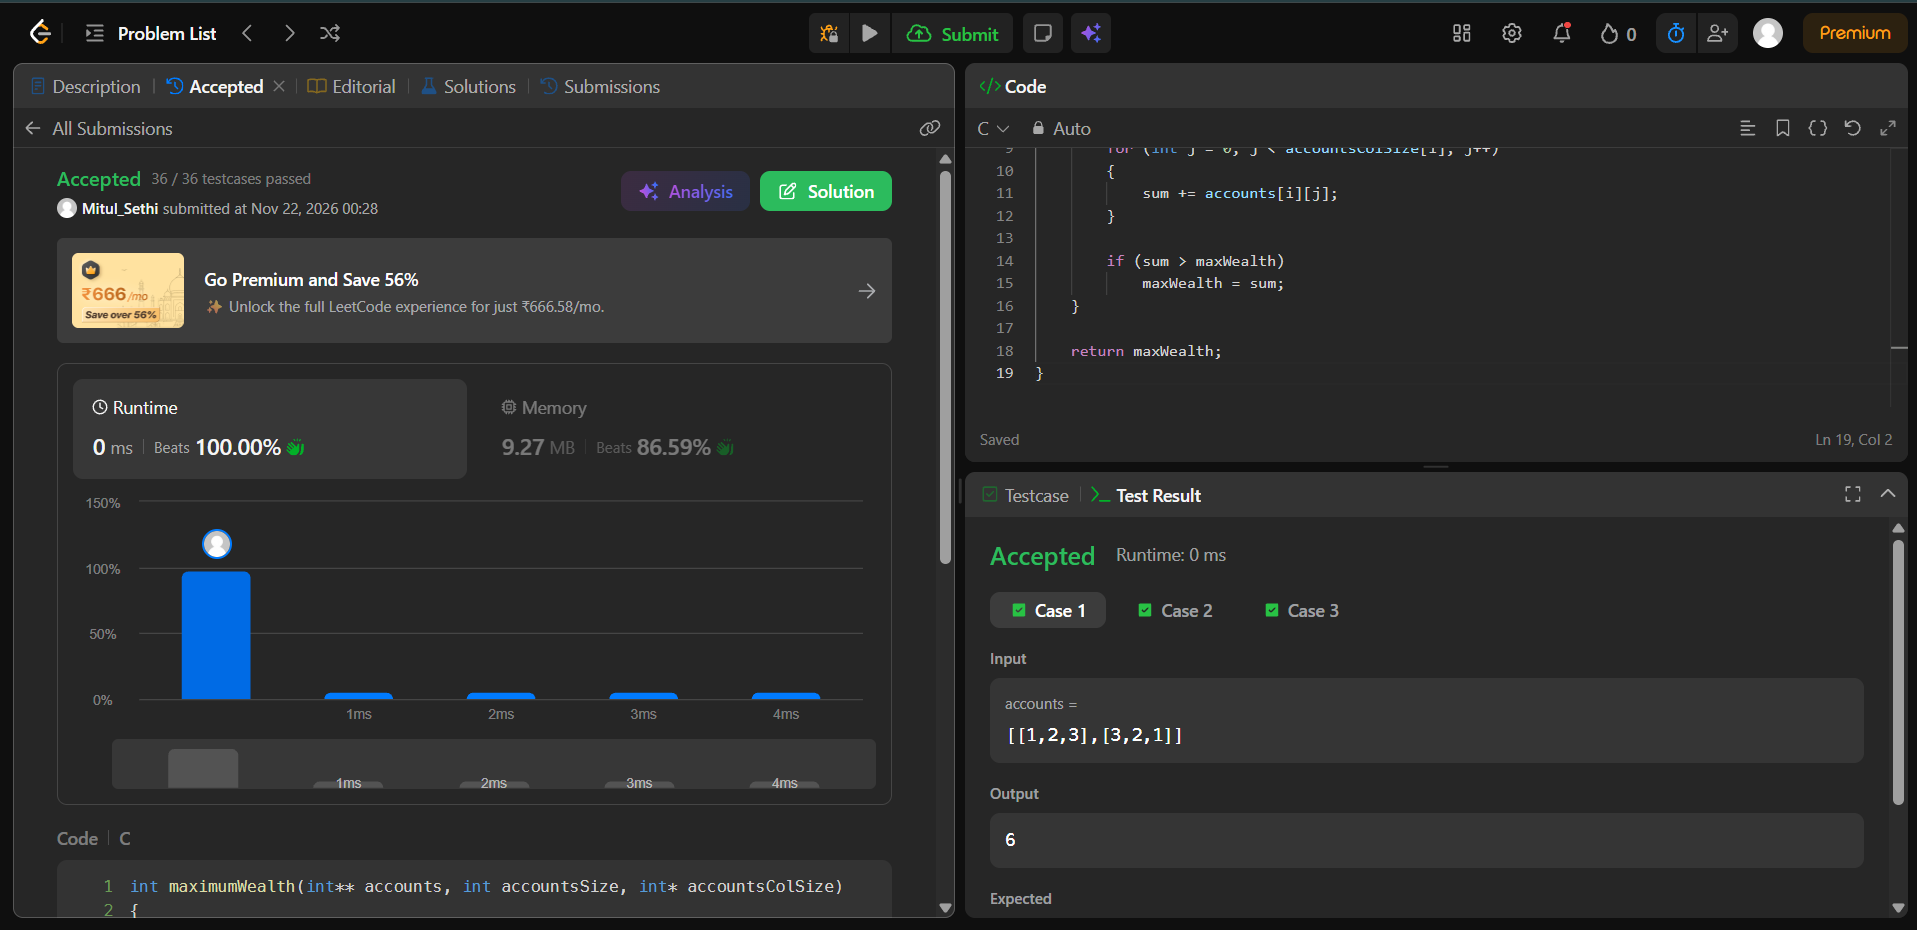 Problem List
Submit
0
Premium
Description
Accepted
Editorial
Solutions
Submissions
All Submissions
Accepted 36 / 36 testcases passed
Mitul_Sethi submitted at Nov 22, 2026 00:28
Analysis
Solution
₹666 /mo
Save over 56%
Go Premium and Save 56%
✨ Unlock the full LeetCode experience for just ₹666.58/mo.
Runtime
0 ms Beats 100.00%
Memory
9.27 MB Beats 86.59%
150%
100%
50%
0%
1ms 2ms 3ms 4ms
1ms 2ms 3ms 4ms
Code C
1 int maximumWealth(int** accounts, int accountsSize, int* accountsColSize)
2 {
Code
C Auto
9 for (int j = 0; j < accountsColSize[i]; j++)
10 {
11 sum += accounts[i][j];
12 }
13
14 if (sum > maxWealth)
15 maxWealth = sum;
16 }
17
18 return maxWealth;
19 }
Saved
Ln 19, Col 2
Testcase
Test Result
Accepted Runtime: 0 ms
Case 1 Case 2 Case 3
Input
accounts =
[[1,2,3],[3,2,1]]
Output
6
Expected